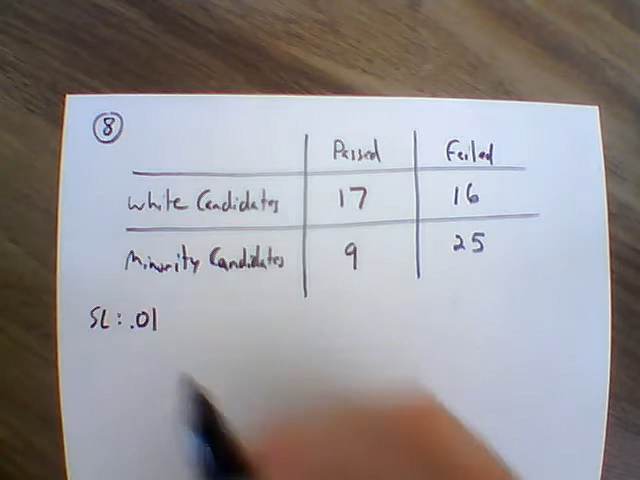 8
Passed Failed
White Candidates 17 16
Minority Candidates 9 25
SL: .01